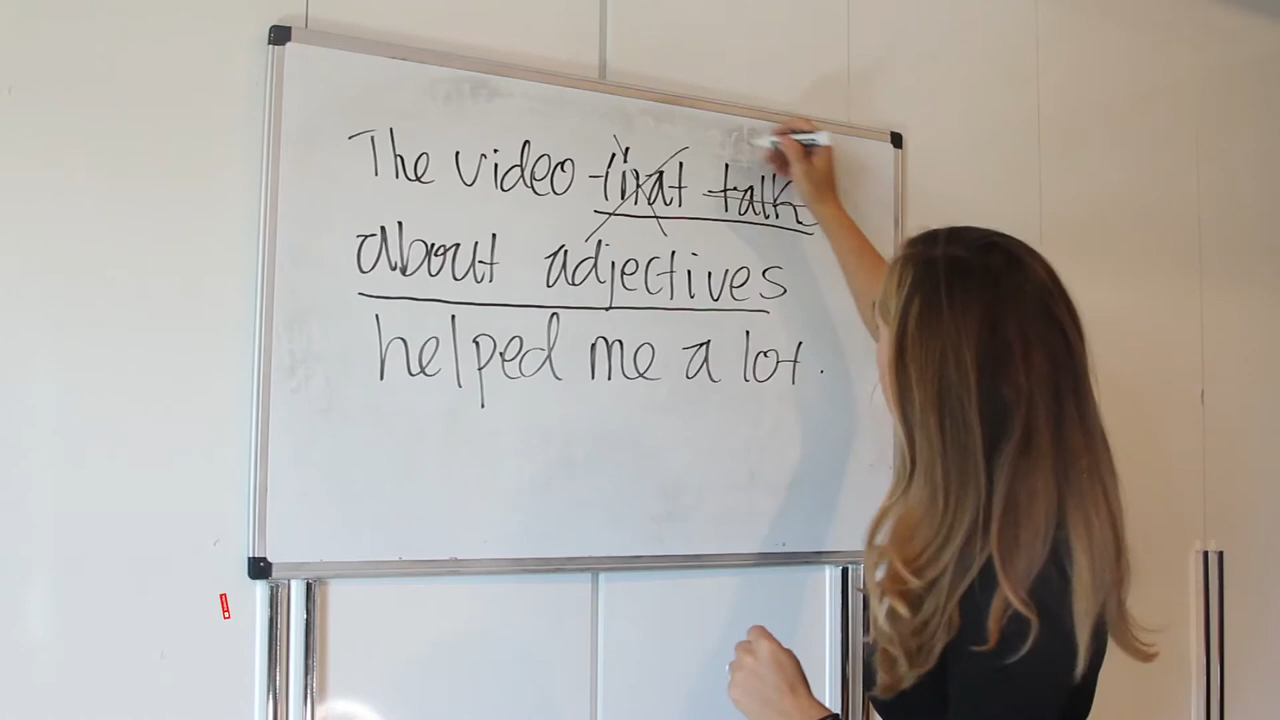 The video that talk
about adjectives
helped me a lot.